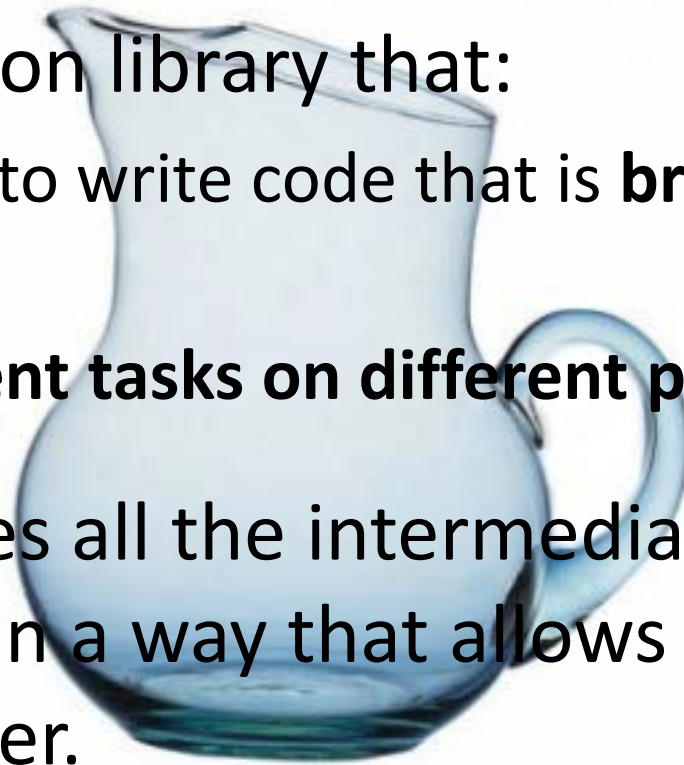 on library that:
to write code that is br
ent tasks on different p
es all the intermedia
n a way that allows
er.